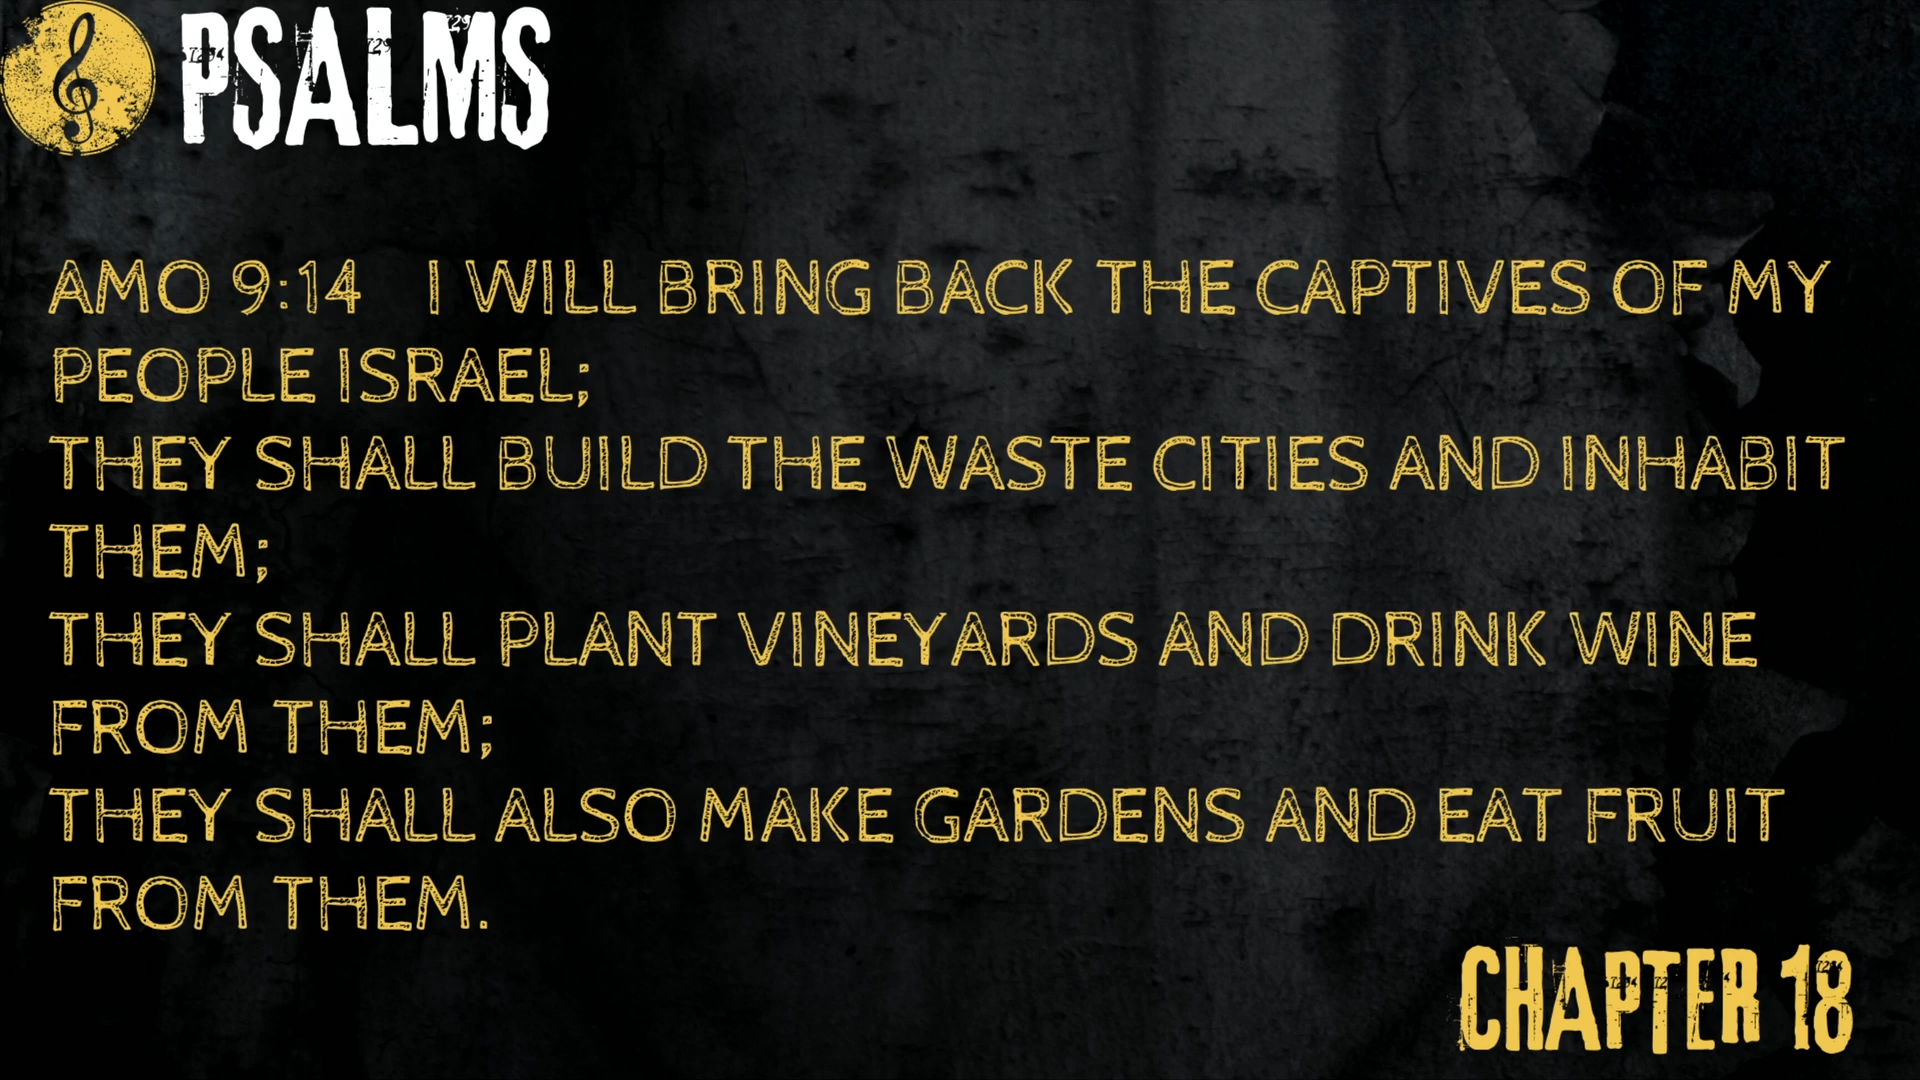 PSALMS
AMO 9:14 I WILL BRING BACK THE CAPTIVES OF MY
PEOPLE ISRAEL;
THEY SHALL BUILD THE WASTE CITIES AND INHABIT
THEM;
THEY SHALL PLANT VINEYARDS AND DRINK WINE
FROM THEM;
THEY SHALL ALSO MAKE GARDENS AND EAT FRUIT
FROM THEM.
CHAPTER 18